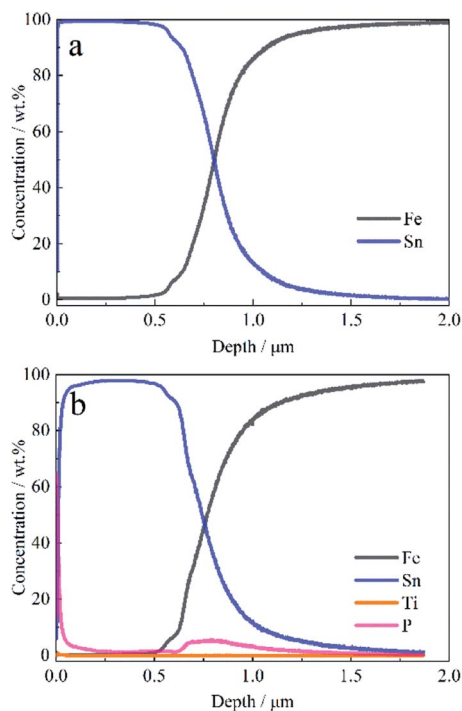 a
Concentration / wt.%
100
80
60
40
20
0
Fe
Sn
0.0 0.5 1.0 1.5 2.0
Depth / μm
b
Concentration / wt.%
100
80
60
40
20
0
Fe
Sn
Ti
P
0.0 0.5 1.0 1.5 2.0
Depth / μm